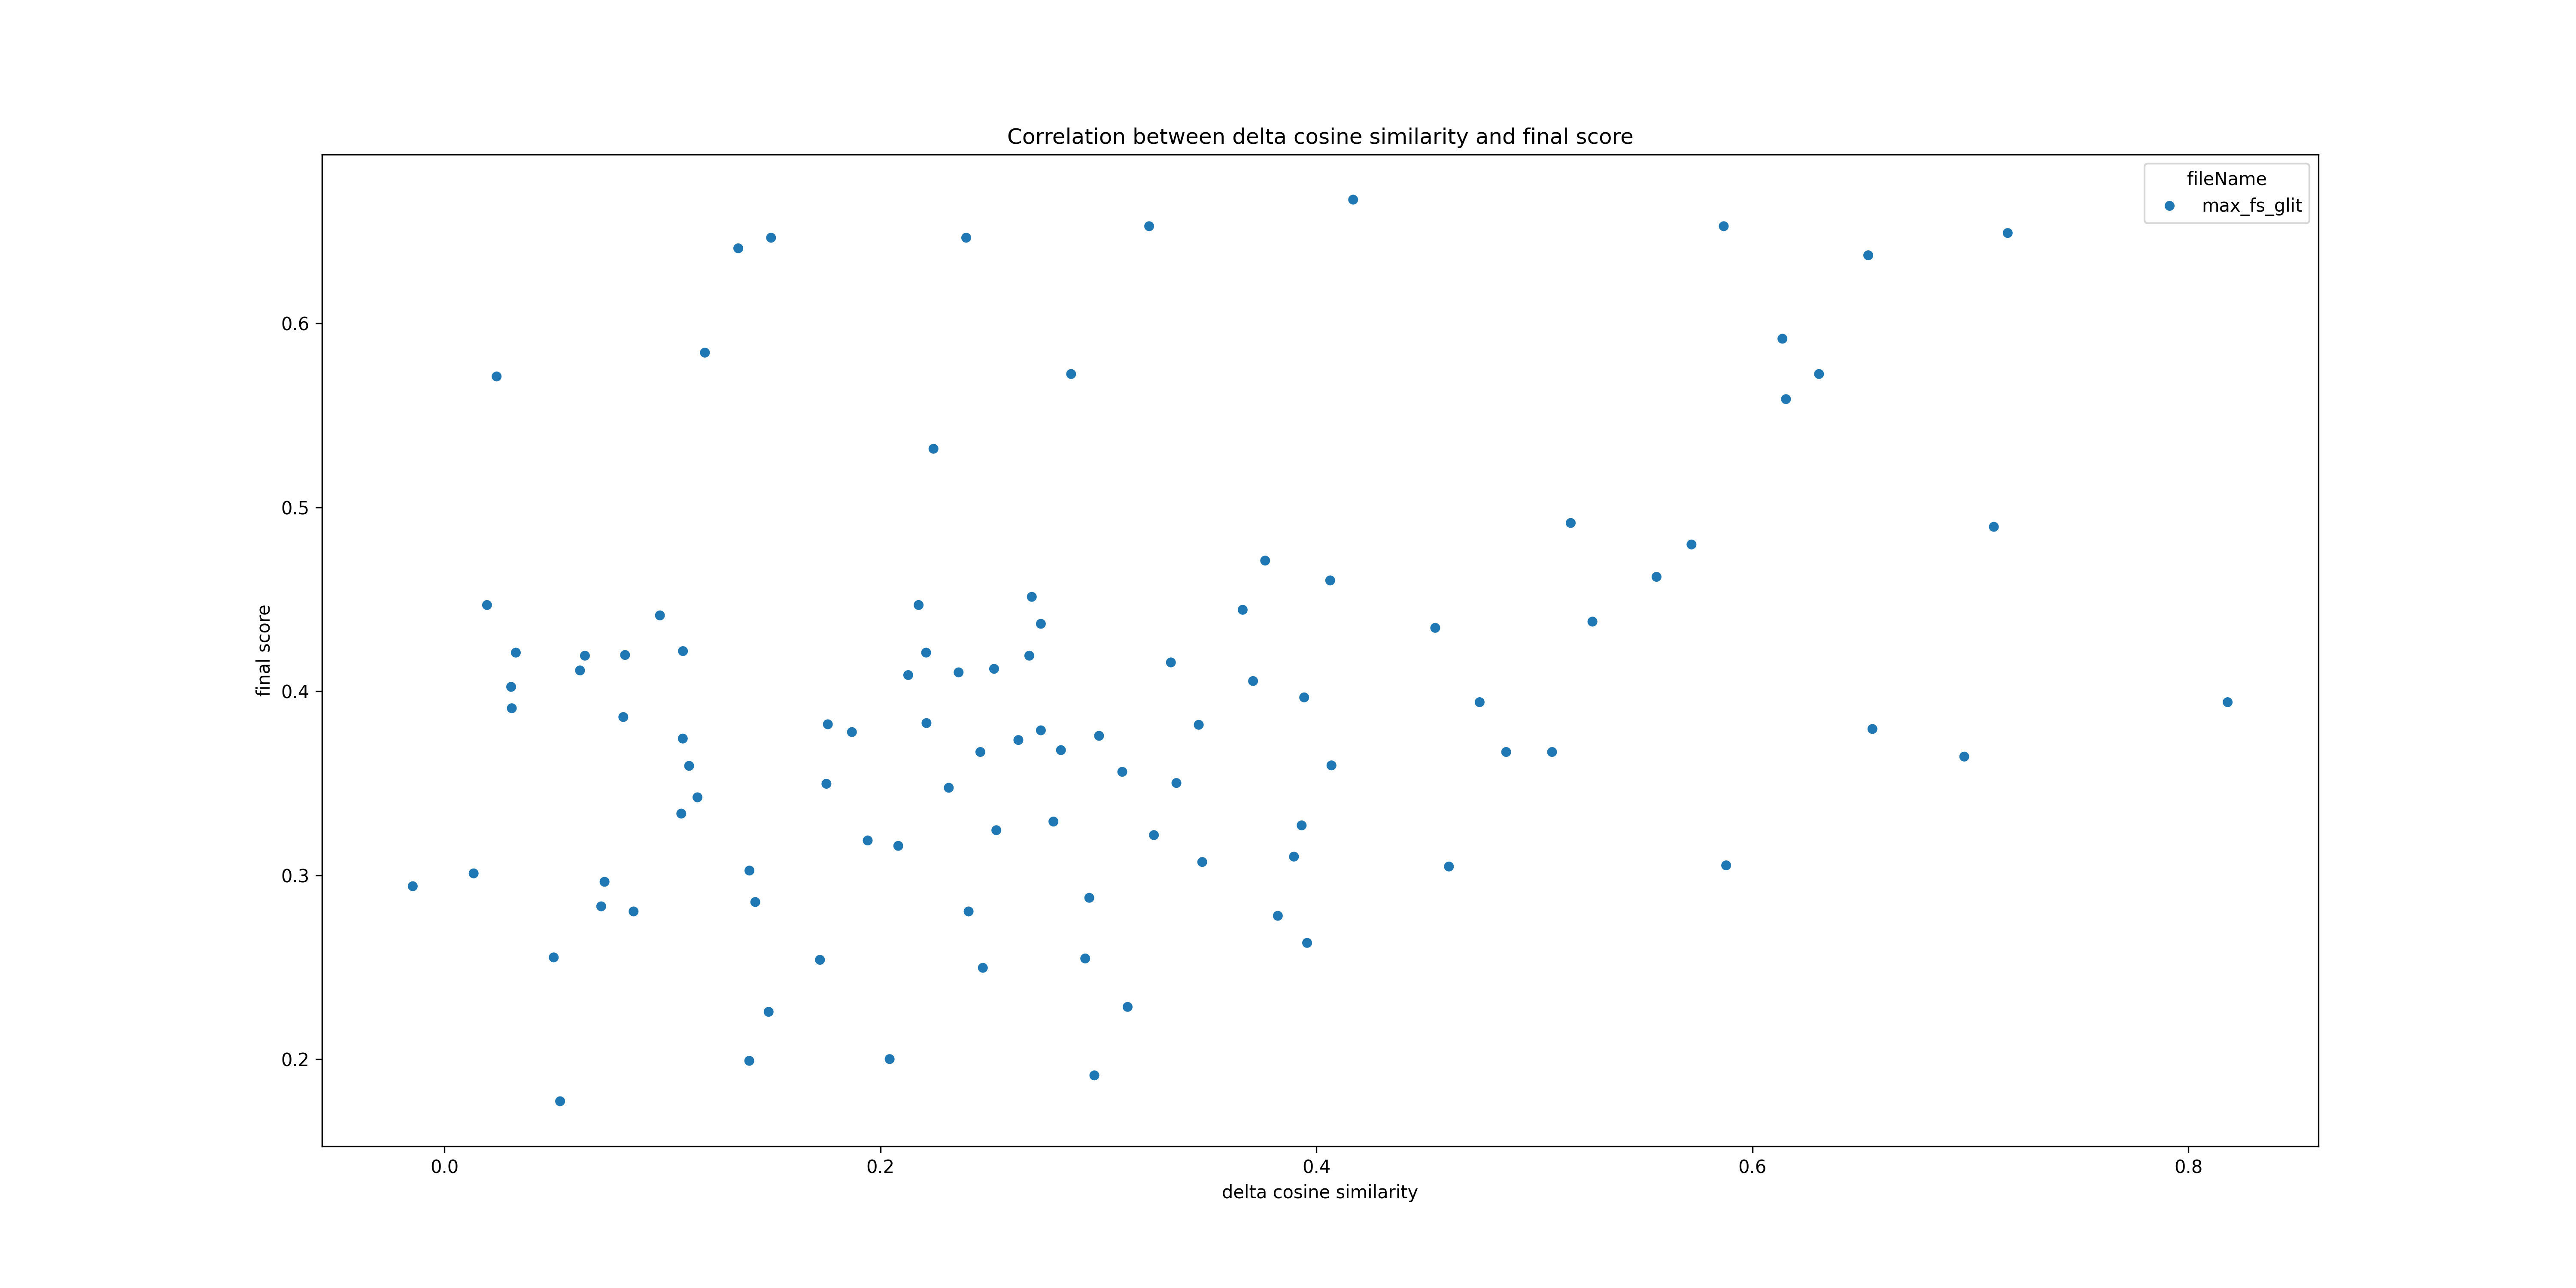 Correlation between delta cosine similarity and final score
fileName
max_fs_glit
0.6
0.5
0.4
0.3
0.2
final score
0.0 0.2 0.4 0.6 0.8
delta cosine similarity